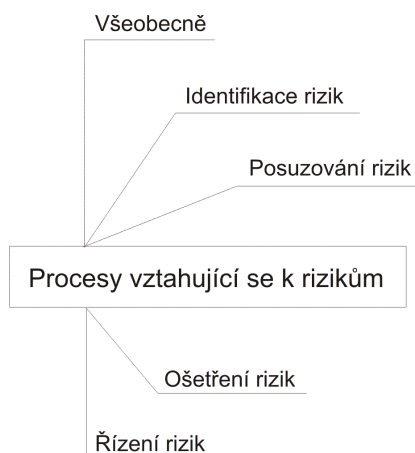 Všeobecně
Identifikace rizik
Posuzování rizik
Procesy vztahující se k rizikům
Ošetření rizik
Řízení rizik